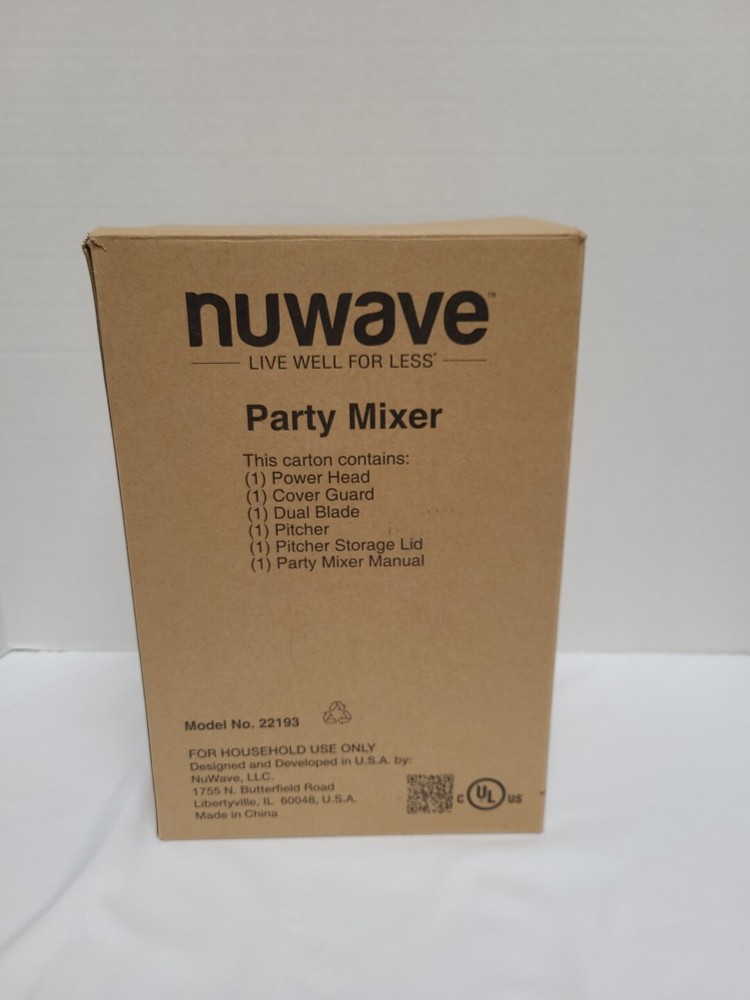 nuwave™
LIVE WELL FOR LESS®
Party Mixer
This carton contains:
(1) Power Head
(1) Cover Guard
(1) Dual Blade
(1) Pitcher
(1) Pitcher Storage Lid
(1) Party Mixer Manual
Model No. 22193
FOR HOUSEHOLD USE ONLY
Designed and Developed in U.S.A. by:
NuWave, LLC.
1755 N. Butterfield Road
Libertyville, IL 60048, U.S.A.
Made in China
C UL US